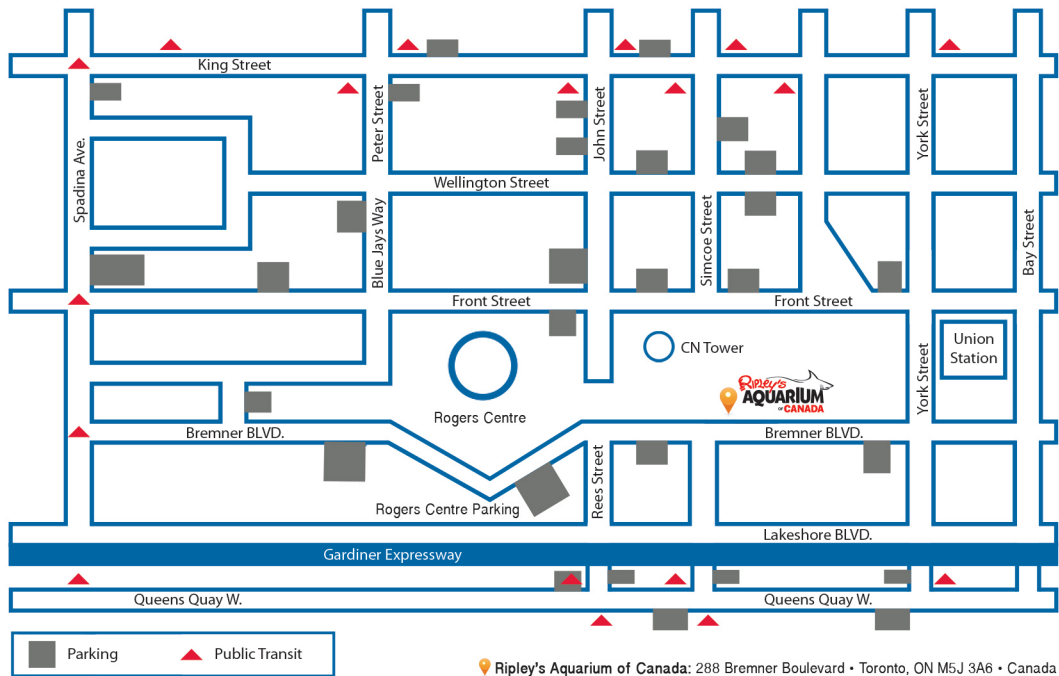 King Street
Spadina Ave.
Peter Street
John Street
York Street
Wellington Street
Blue Jays Way
Simcoe Street
Bay Street
Front Street
Front Street
CN Tower
Union
Station
Rogers Centre
RIPLEY'S
AQUARIUM
OF CANADA
York Street
Bremner BLVD.
Bremner BLVD.
Rogers Centre Parking
Rees Street
Lakeshore BLVD.
Gardiner Expressway
Queens Quay W.
Queens Quay W.
Parking
Public Transit
Ripley's Aquarium of Canada: 288 Bremner Boulevard • Toronto, ON M5J 3A6 • Canada